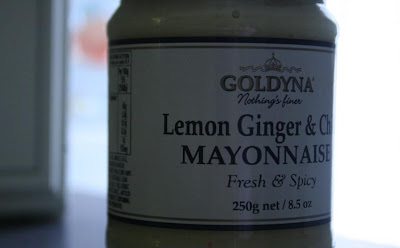 GOLDYNA
Nothing's finer
Lemon Ginger & Ch
MAYONNAISE
Fresh & Spicy
250g net / 8.5 oz